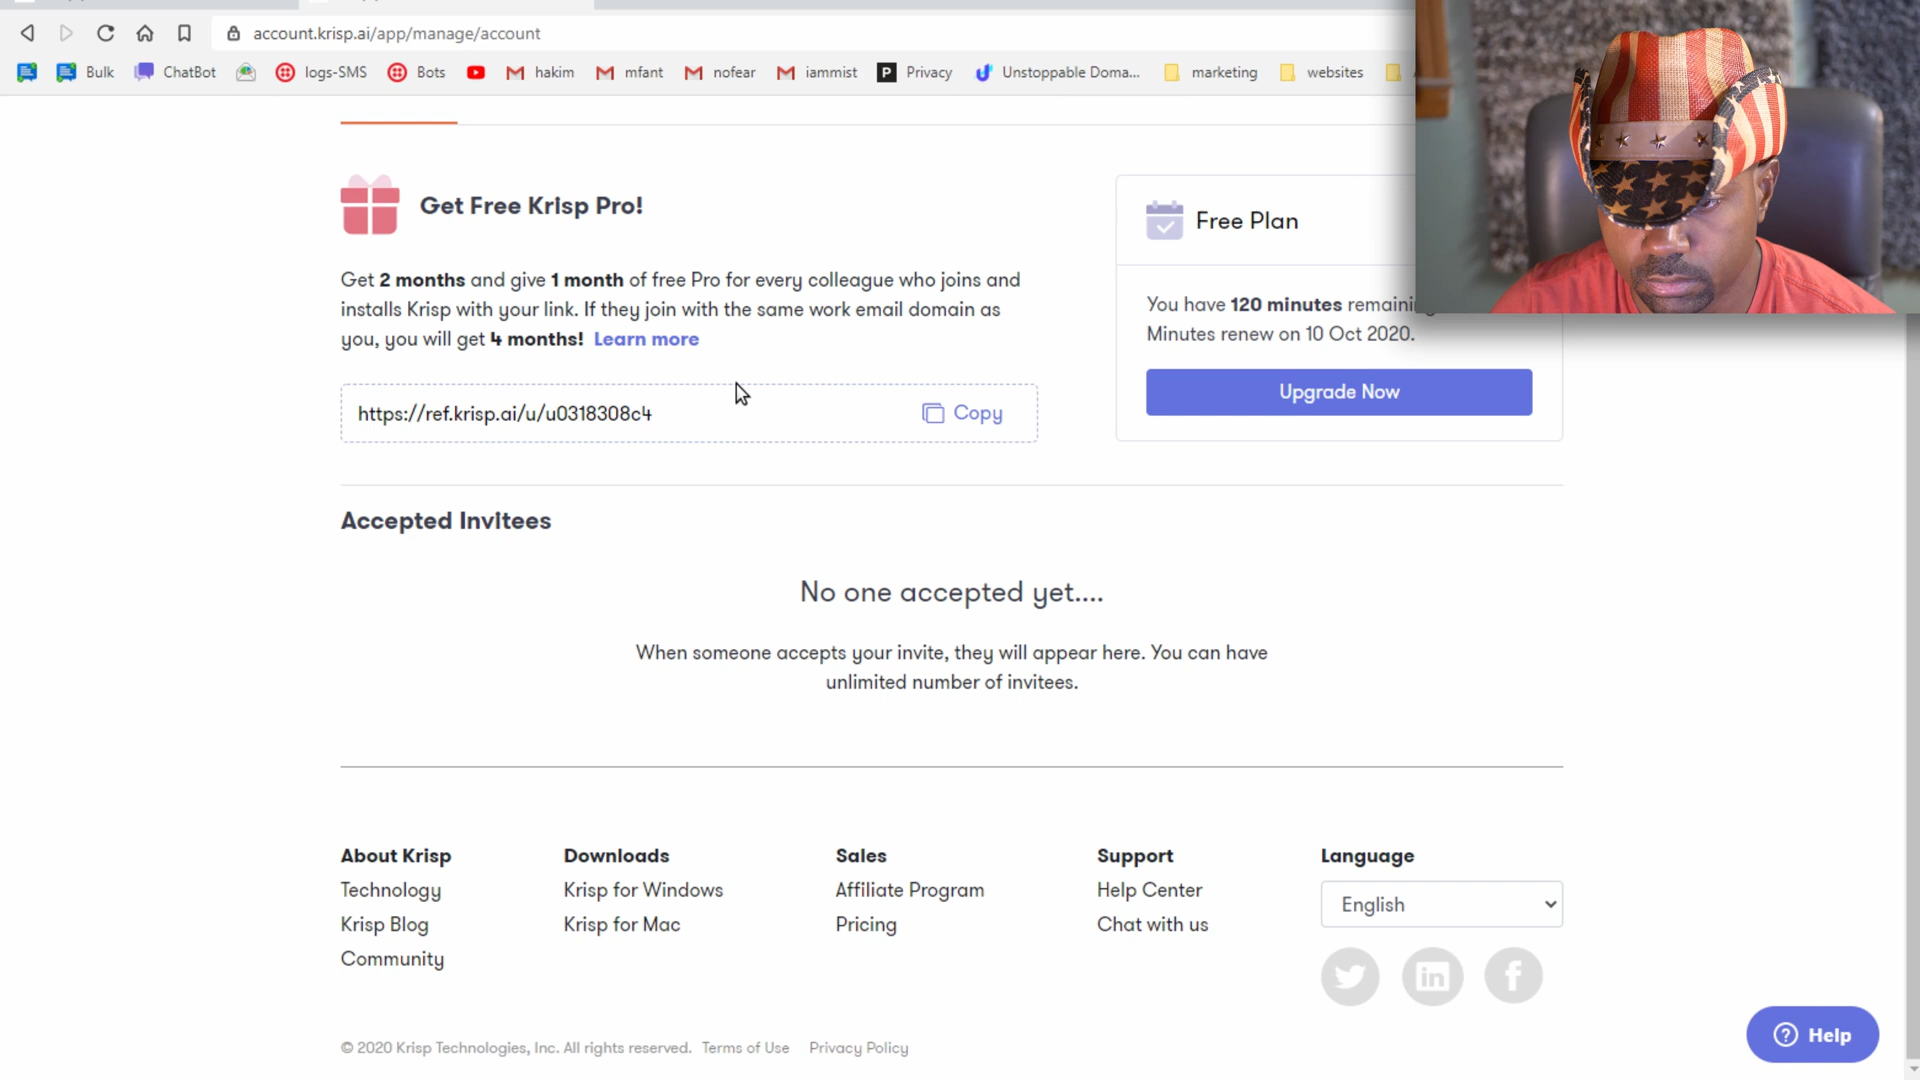 account.krisp.ai/app/manage/account
Bulk ChatBot logs-SMS Bots hakim mfant nofear iammist P Privacy Unstoppable Doma... marketing websites
Get Free Krisp Pro!
Get 2 months and give 1 month of free Pro for every colleague who joins and
installs Krisp with your link. If they join with the same work email domain as
you, you will get 4 months! Learn more
https://ref.krisp.ai/u/u0318308c4
Copy
Free Plan
You have 120 minutes
Minutes renew on 10 Oct 2020.
Upgrade Now
Accepted Invitees
No one accepted yet....
When someone accepts your invite, they will appear here. You can have
unlimited number of invitees.
About Krisp
Technology
Krisp Blog
Community
Downloads
Krisp for Windows
Krisp for Mac
Sales
Affiliate Program
Pricing
Support
Help Center
Chat with us
Language
English
in
f
© 2020 Krisp Technologies, Inc. All rights reserved. Terms of Use Privacy Policy
? Help